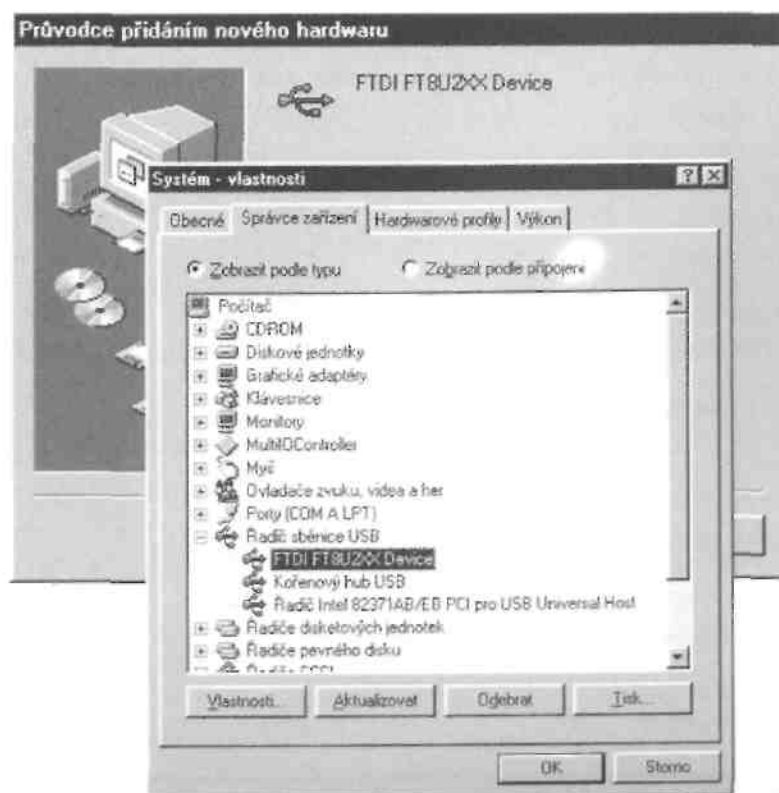 Průvodce přidáním nového hardwaru
FTDI FT8U2XX Device
Systém - vlastnosti
Obecné Správce zařízení Hardwarové profily Výkon
Zobrazit podle typu Zobrazit podle připojení
Počítač
CDROM
Diskové jednotky
Grafické adaptéry
Klávesnice
Monitory
MultiIOController
Myš
Ovladače zvuku, videa a her
Porty (COM A LPT)
Řadič sběrnice USB
FTDI FT8U2XX Device
Kořenový hub USB
Řadič Intel 82371AB/EB PCI pro USB Universal Host
Řadiče disketových jednotek
Řadiče pevného disku
Vlastnosti... Aktualizovat Odebrat Tisk...
OK Storno